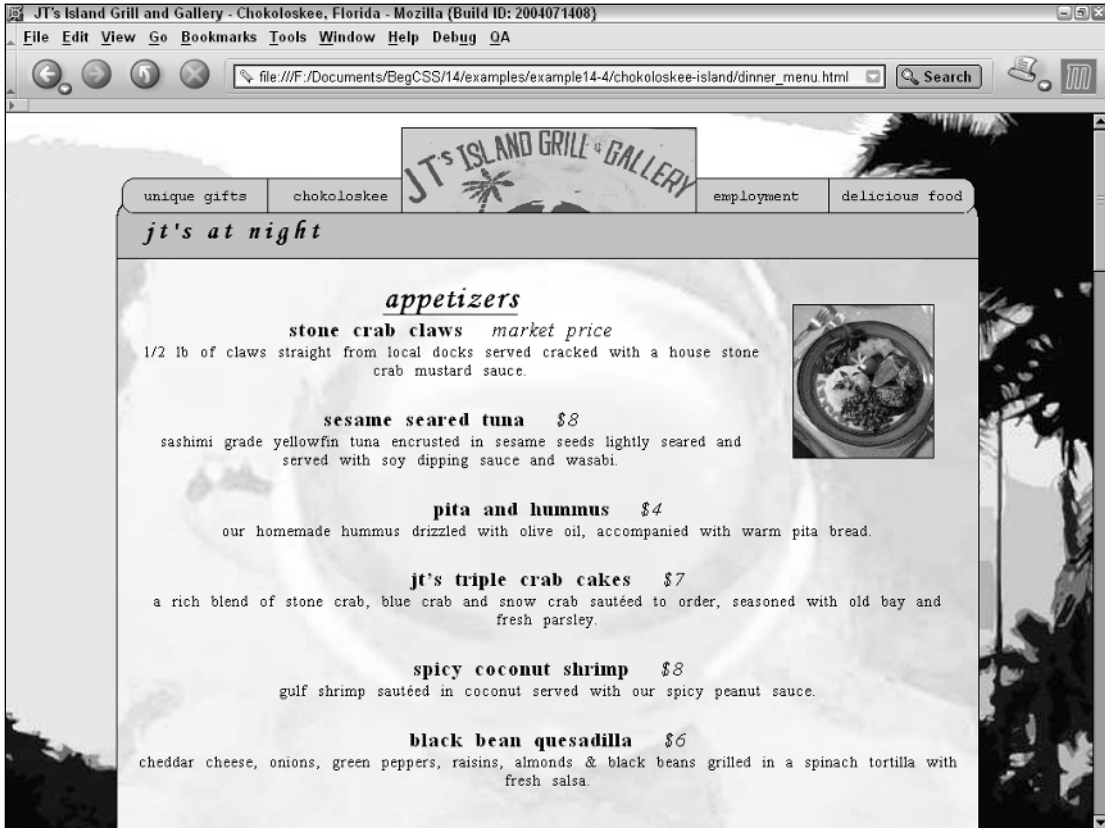 JT's Island Grill and Gallery - Chokoloskee, Florida - Mozilla {Build ID: 2004071408}
File Edit View Go Bookmarks Tools Window Help Debug QA
file:///F:/Documents/BegCSS/14/examples/example14-4/chokoloskee-island/dinner_menu.html Search
JT's ISLAND GRILL & GALLERY
unique gifts chokoloskee employment delicious food
jt's at night
appetizers
stone crab claws market price
1/2 lb of claws straight from local docks served cracked with a house stone
crab mustard sauce.
sesame seared tuna $8
sashimi grade yellowfin tuna encrusted in sesame seeds lightly seared and
served with soy dipping sauce and wasabi.
pita and hummus $4
our homemade hummus drizzled with olive oil, accompanied with warm pita bread.
jt's triple crab cakes $7
a rich blend of stone crab, blue crab and snow crab sautéed to order, seasoned with old bay and
fresh parsley.
spicy coconut shrimp $8
gulf shrimp sautéed in coconut served with our spicy peanut sauce.
black bean quesadilla $6
cheddar cheese, onions, green peppers, raisins, almonds & black beans grilled in a spinach tortilla with
fresh salsa.